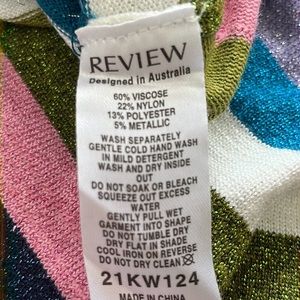 REVIEW
Designed in Australia
60% VISCOSE
22% NYLON
13% POLYESTER
5% METALLIC
WASH SEPARATELY
GENTLE COLD HAND WASH
IN MILD DETERGENT
WASH AND DRY INSIDE
OUT
DO NOT SOAK OR BLEACH
SQUEEZE OUT EXCESS
WATER
GENTLY PULL WET
GARMENT INTO SHAPE
DO NOT TUMBLE DRY
DRY FLAT IN SHADE
COOL IRON ON REVERSE
DO NOT DRY CLEAN
21KW124
MADE IN CHINA